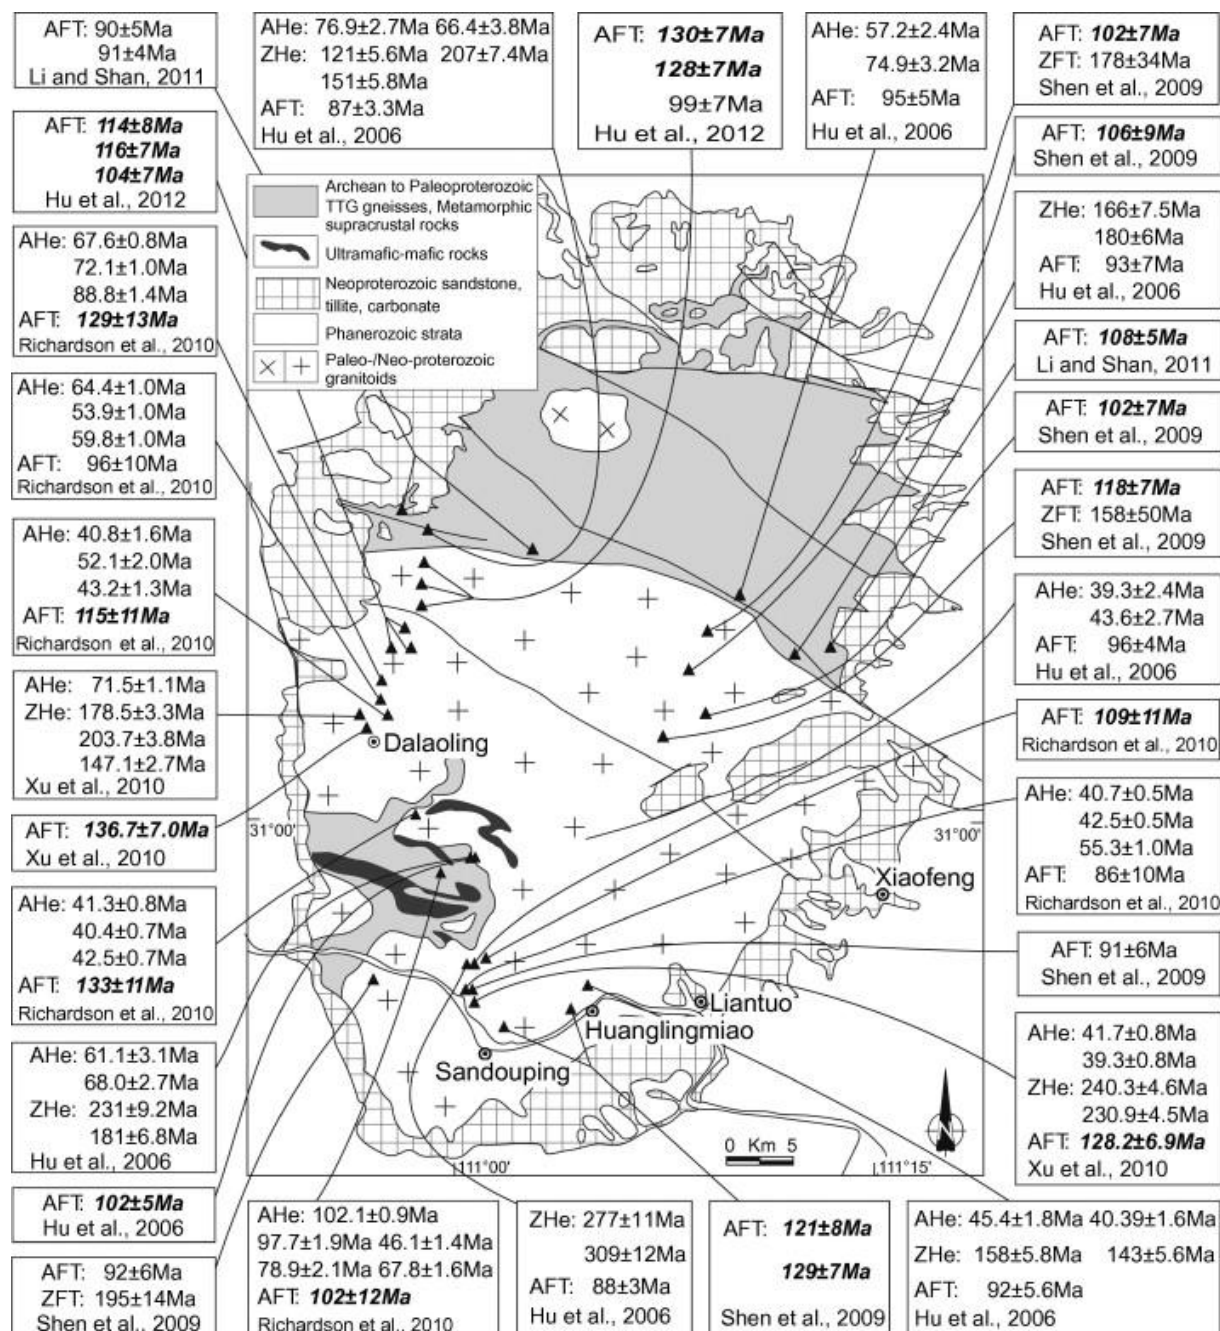 AFT: 90±5Ma
91±4Ma
Li and Shan, 2011
AHe: 76.9±2.7Ma 66.4±3.8Ma
ZHe: 121±5.6Ma 207±7.4Ma
151±5.8Ma
AFT: 87±3.3Ma
Hu et al., 2006
AFT: 130±7Ma
128±7Ma
99±7Ma
Hu et al., 2012
AHe: 57.2±2.4Ma
74.9±3.2Ma
AFT: 95±5Ma
Hu et al., 2006
AFT: 102±7Ma
ZFT: 178±34Ma
Shen et al., 2009
AFT: 114±8Ma
116±7Ma
104±7Ma
Hu et al., 2012
AFT: 106±9Ma
Shen et al., 2009
AHe: 67.6±0.8Ma
72.1±1.0Ma
88.8±1.4Ma
AFT: 129±13Ma
Richardson et al., 2010
ZHe: 166±7.5Ma
180±6Ma
AFT: 93±7Ma
Hu et al., 2006
AFT: 108±5Ma
Li and Shan, 2011
AHe: 64.4±1.0Ma
53.9±1.0Ma
59.8±1.0Ma
AFT: 96±10Ma
Richardson et al., 2010
AFT: 102±7Ma
Shen et al., 2009
AFT: 118±7Ma
ZFT: 158±50Ma
Shen et al., 2009
AHe: 40.8±1.6Ma
52.1±2.0Ma
43.2±1.3Ma
AFT: 115±11Ma
Richardson et al., 2010
AHe: 39.3±2.4Ma
43.6±2.7Ma
AFT: 96±4Ma
Hu et al., 2006
AHe: 71.5±1.1Ma
ZHe: 178.5±3.3Ma
203.7±3.8Ma
147.1±2.7Ma
Xu et al., 2010
AFT: 109±11Ma
Richardson et al., 2010
AFT: 136.7±7.0Ma
Xu et al., 2010
AHe: 40.7±0.5Ma
42.5±0.5Ma
55.3±1.0Ma
AFT: 86±10Ma
Richardson et al., 2010
AHe: 41.3±0.8Ma
40.4±0.7Ma
42.5±0.7Ma
AFT: 133±11Ma
Richardson et al., 2010
AFT: 91±6Ma
Shen et al., 2009
AHe: 61.1±3.1Ma
68.0±2.7Ma
ZHe: 231±9.2Ma
181±6.8Ma
Hu et al., 2006
AHe: 41.7±0.8Ma
39.3±0.8Ma
ZHe: 240.3±4.6Ma
230.9±4.5Ma
AFT: 128.2±6.9Ma
Xu et al., 2010
AFT: 102±5Ma
Hu et al., 2006
AFT: 92±6Ma
ZFT: 195±14Ma
Shen et al., 2009
AHe: 102.1±0.9Ma
97.7±1.9Ma 46.1±1.4Ma
78.9±2.1Ma 67.8±1.6Ma
AFT: 102±12Ma
Richardson et al., 2010
ZHe: 277±11Ma
309±12Ma
AFT: 88±3Ma
Hu et al., 2006
AFT: 121±8Ma
129±7Ma
Shen et al., 2009
AHe: 45.4±1.8Ma 40.39±1.6Ma
ZHe: 158±5.8Ma 143±5.6Ma
AFT: 92±5.6Ma
Hu et al., 2006
Archean to Paleoproterozoic
TTG gneisses, Metamorphic
supracrustal rocks
Ultramafic-mafic rocks
Neoproterozoic sandstone,
tillite, carbonate
Phanerozoic strata
Paleo-/Neo-proterozoic
granitoids
Dalaoling
31°00'
31°00'
Xiaofeng
Liantuo
Huanglingmiao
Sandouping
N
0 Km 5
111°00'
111°15'